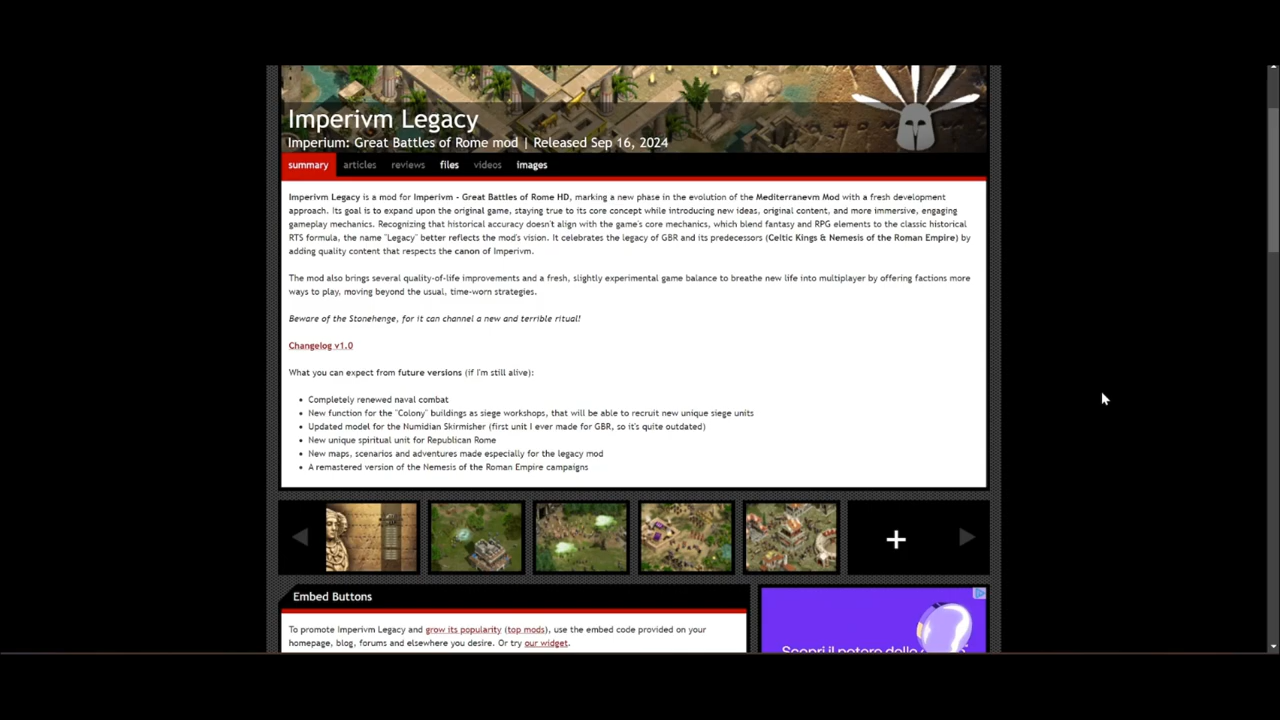 Imperivm Legacy
Imperium: Great Battles of Rome mod | Released Sep 16, 2024
summary articles reviews files videos images
Imperivm Legacy is a mod for Imperivm - Great Battles of Rome HD, marking a new phase in the evolution of the Mediterranevm Mod with a fresh development
approach. Its goal is to expand upon the original game, staying true to its core concept while introducing new ideas, original content, and more immersive, engaging
gameplay mechanics. Recognizing that historical accuracy doesn't align with the game's core mechanics, which blend fantasy and RPG elements to the classic historical
RTS formula, the name "Legacy" better reflects the mod's vision. It celebrates the legacy of GBR and its predecessors (Celtic Kings & Nemesis of the Roman Empire) by
adding quality content that respects the canon of Imperivm.
The mod also brings several quality-of-life improvements and a fresh, slightly experimental game balance to breathe new life into multiplayer by offering factions more
ways to play, moving beyond the usual, time-worn strategies.
Beware of the Stonehenge, for it can channel a new and terrible ritual!
Changelog v1.0
What you can expect from future versions (if I'm still alive):
• Completely renewed naval combat
• New function for the "Colony" buildings as siege workshops, that will be able to recruit new unique siege units
• Updated model for the Numidian Skirmisher (first unit I ever made for GBR, so it's quite outdated)
• New unique spiritual unit for Republican Rome
• New maps, scenarios and adventures made especially for the legacy mod
• A remastered version of the Nemesis of the Roman Empire campaigns
Embed Buttons
To promote Imperivm Legacy and grow its popularity (top mods), use the embed code provided on your
homepage, blog, forums and elsewhere you desire. Or try our widget.
Scopri il potere della